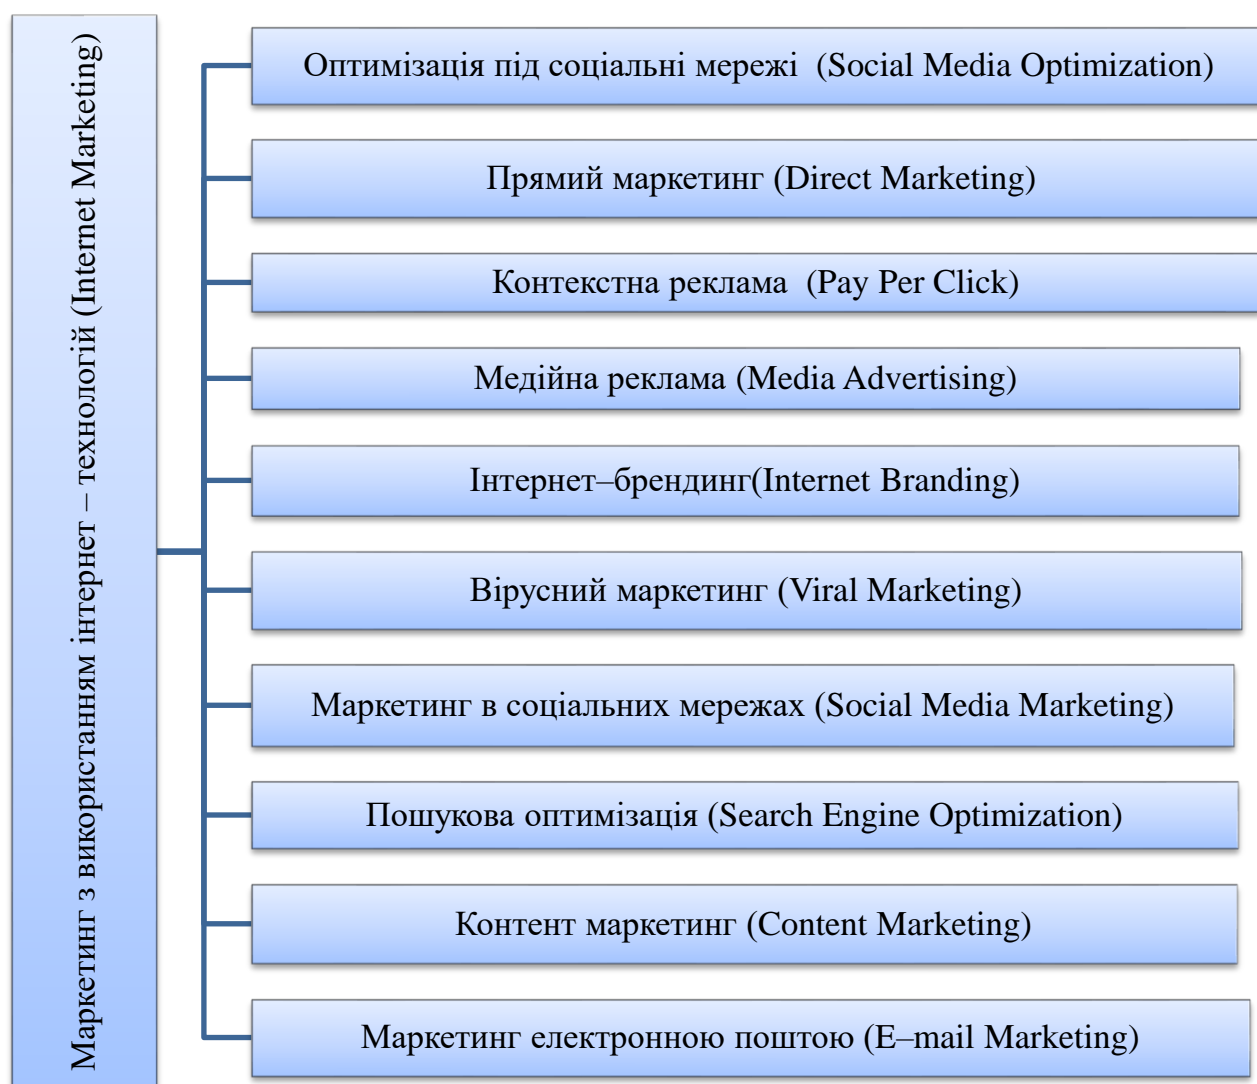 Маркетинг з використанням інтернет – технологій (Internet Marketing)
Оптимізація під соціальні мережі  (Social Media Optimization)
Прямий маркетинг (Direct Marketing)
Контекстна реклама  (Pay Per Click)
Медійна реклама (Media Advertising)
Інтернет–брендинг(Internet Branding)
Вірусний маркетинг (Viral Marketing)
Маркетинг в соціальних мережах (Social Media Marketing)
Пошукова оптимізація (Search Engine Optimization)
Контент маркетинг (Content Marketing)
Маркетинг електронною поштою (E–mail Marketing)